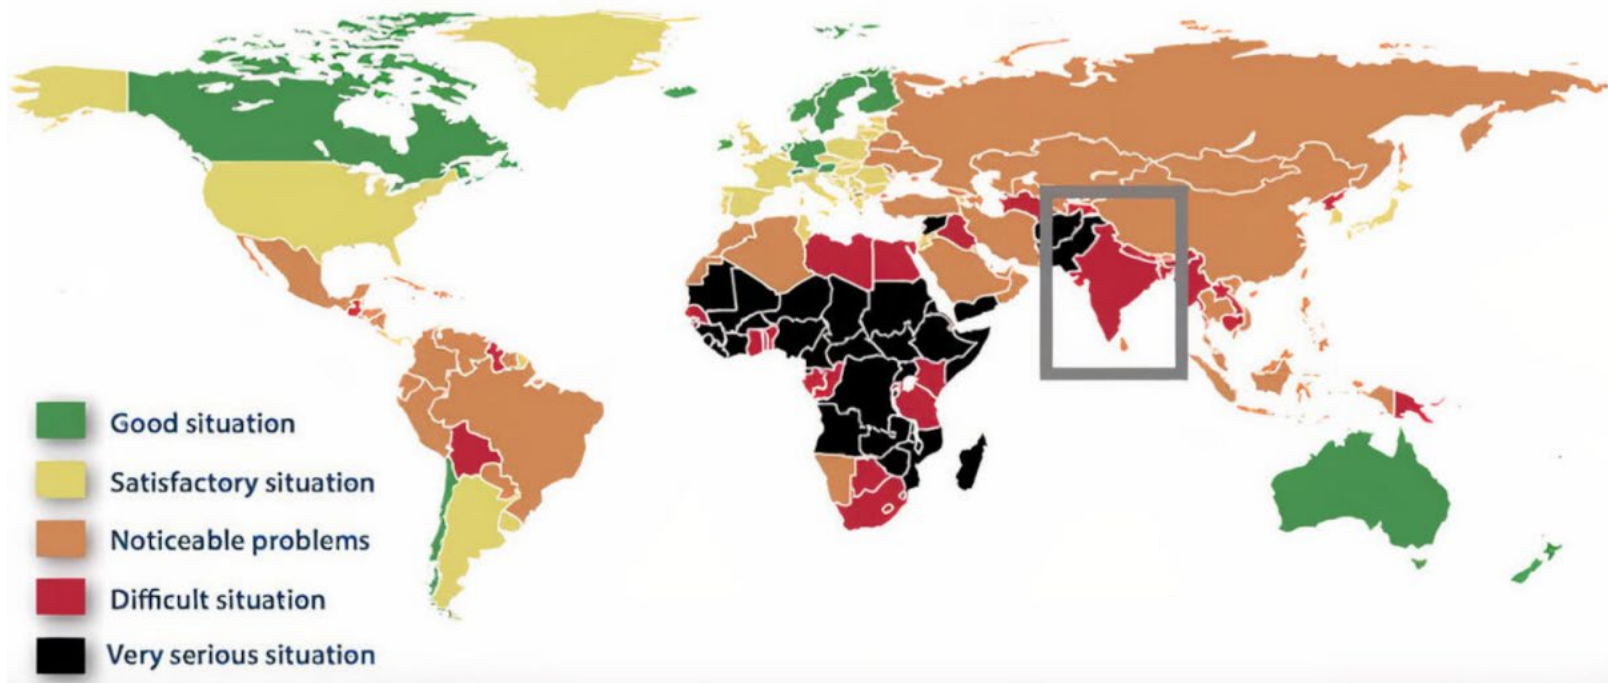 Good situation
Satisfactory situation
Noticeable problems
Difficult situation
Very serious situation